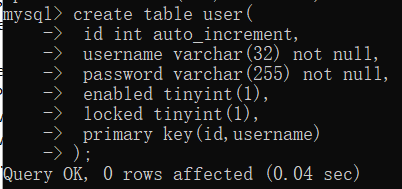 mysql> create table user(
    -> id int auto_increment,
    -> username varchar(32) not null,
    -> password varchar(255) not null,
    -> enabled tinyint(1),
    -> locked tinyint(1),
    -> primary key(id,username)
    -> );
Query OK, 0 rows affected (0.04 sec)